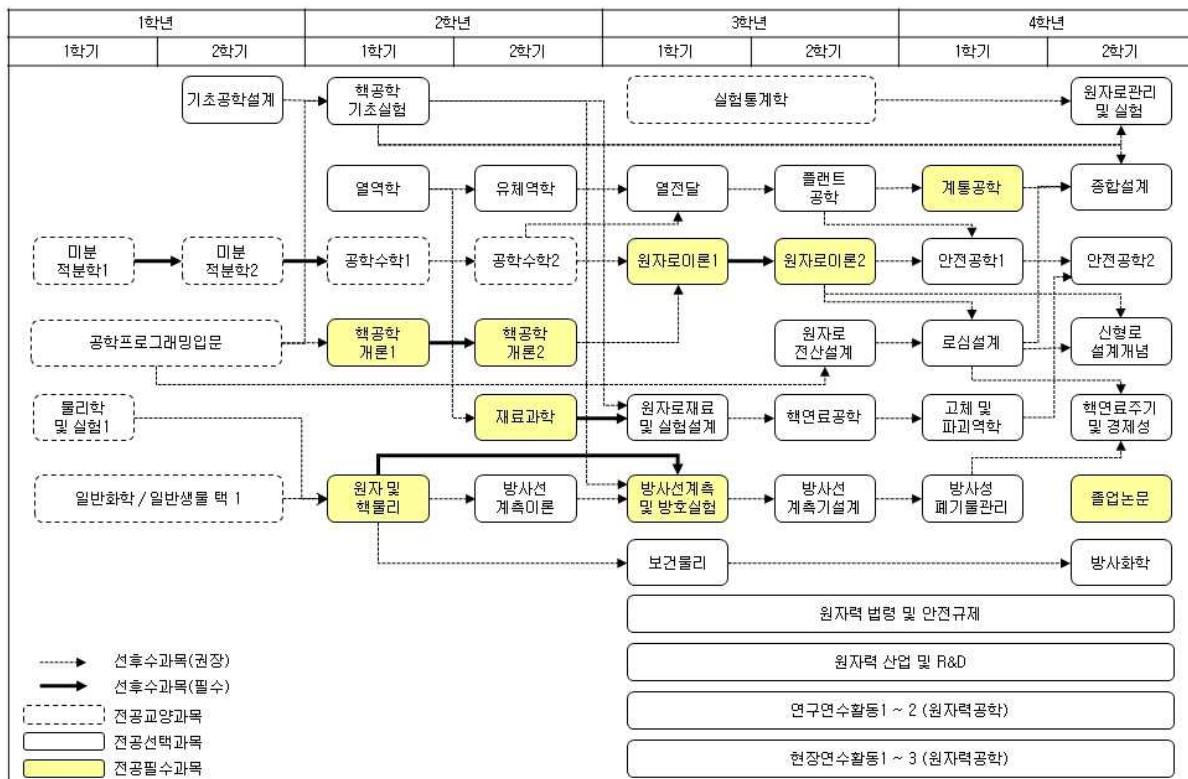 1학년 2학년 3학년 4학년
1학기 2학기 1학기 2학기 1학기 2학기 1학기 2학기
기초공학설계
핵공학
기초실험
실험통계학
원자로관리
및 실험
열역학
유체역학
열전달
플랜트
공학
계통공학
종합설계
미분
적분학1
미분
적분학2
공학수학1
공학수학2
원자로이론1
원자로이론2
안전공학1
안전공학2
공학프로그래밍입문
핵공학
개론1
핵공학
개론2
원자로
전산설계
로심설계
신형로
설계개념
물리학
및 실험1
재료과학
원자로재료
및 실험설계
핵연료공학
고체 및
파괴역학
핵연료주기
및 경제성
일반화학 / 일반생물 택 1
원자 및
핵물리
방사선
계측이론
방사선계측
및 방호실험
방사선
계측기설계
방사성
폐기물관리
졸업논문
보건물리
방사화학
원자력 법령 및 안전규제
원자력 산업 및 R&D
연구연수활동1 ~ 2 (원자력공학)
현장연수활동1 ~ 3 (원자력공학)
선후수과목(권장)
선후수과목(필수)
전공교양과목
전공선택과목
전공필수과목